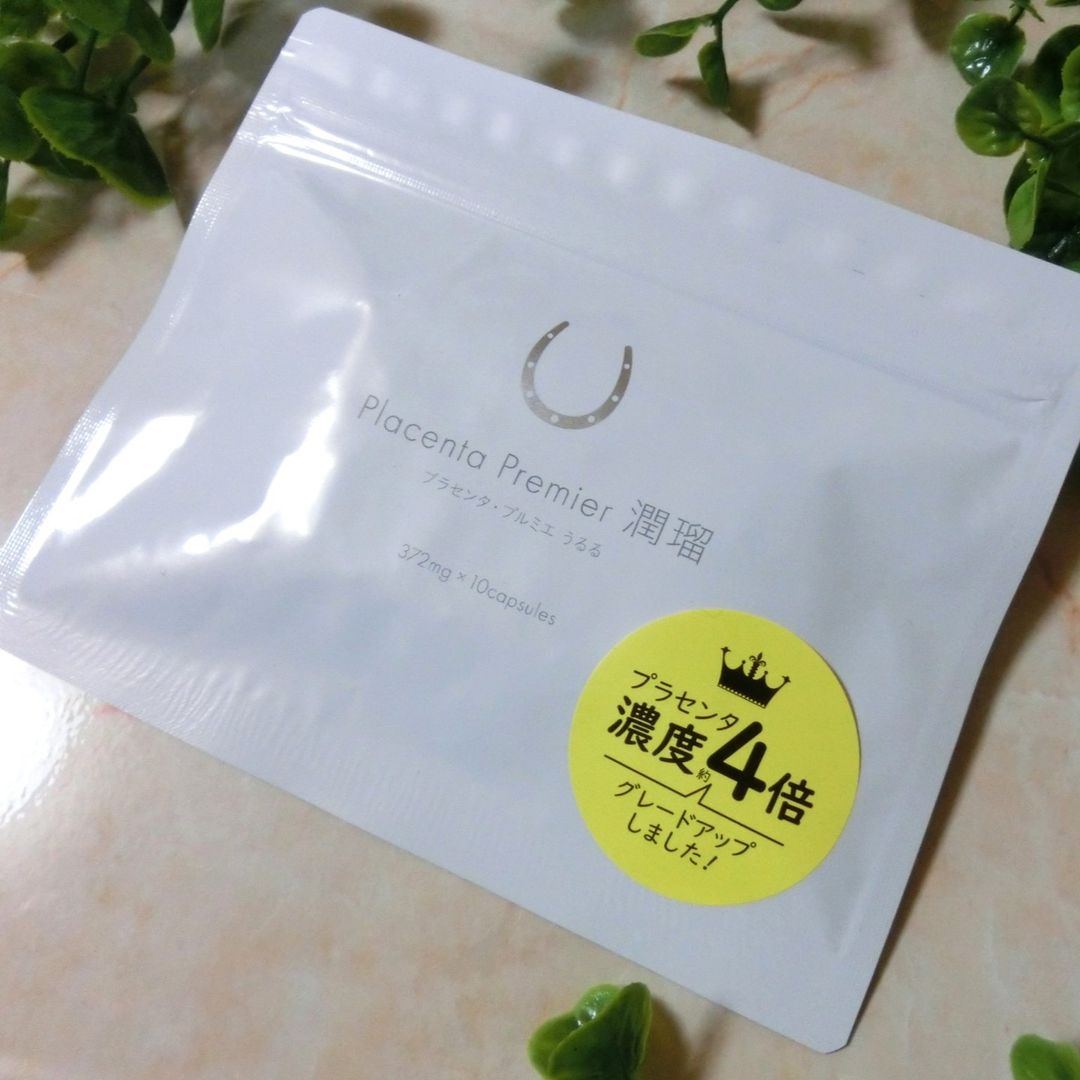 Placenta Premier 潤瑠
プラセンタ・プルミエ うるる
372mg × 10capsules
プラセンタ
濃度約4倍
グレードアップ
しました!